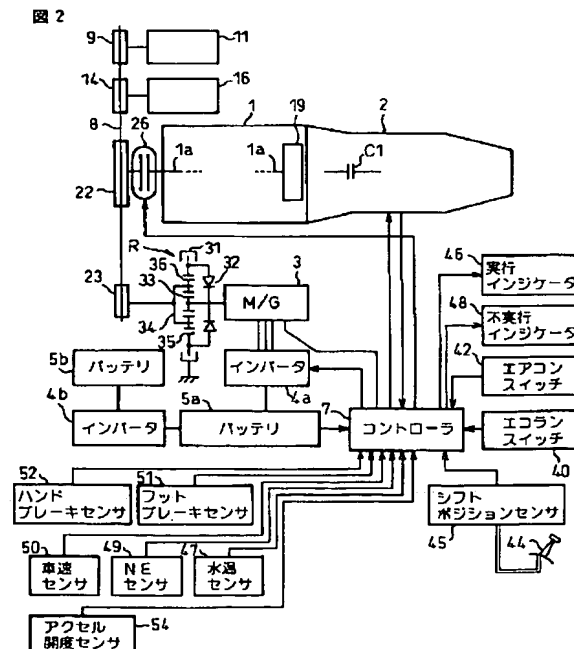 図2
9
11
14
16
8
26
1
19
2
1a
1a
C1
22
R
31
36
32
33
3
23
34
M/G
35
46
実行
インジケータ
48
不実行
インジケータ
42
エアコン
スイッチ
5b
バッテリ
インバータ
4a
4b
5a
7
インバータ
バッテリ
コントローラ
エコラン
スイッチ
40
52
ハンド
ブレーキセンサ
51
フット
ブレーキセンサ
シフト
ポジションセンサ
45
44
50
車速
センサ
49
NE
センサ
47
水温
センサ
アクセル
開度センサ
54